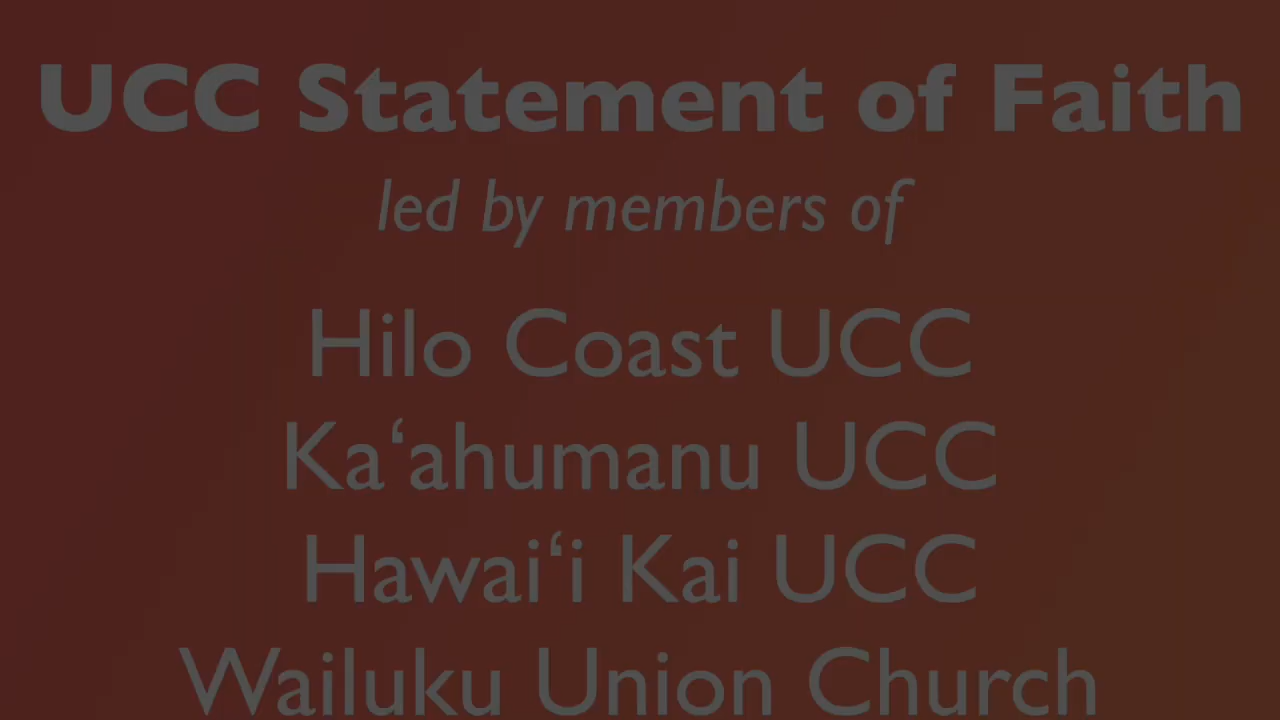 UCC Statement of Faith
led by members of
Hilo Coast UCC
Kaʻahumanu UCC
Hawaiʻi Kai UCC
Wailuku Union Church